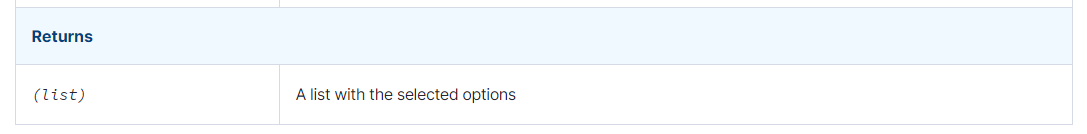 Returns
(list)
A list with the selected options